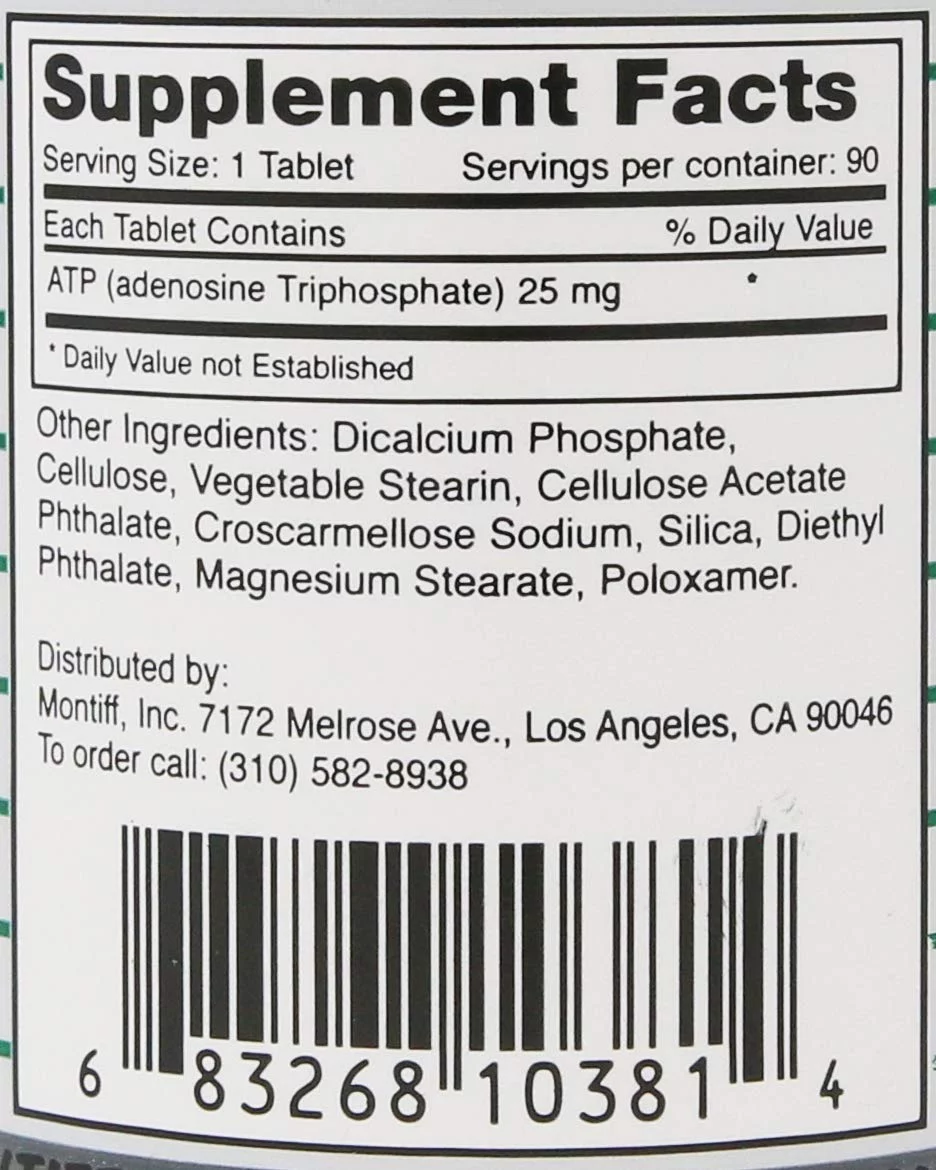 Supplement Facts
Serving Size: 1 Tablet Servings per container: 90
Each Tablet Contains % Daily Value
ATP (adenosine Triphosphate) 25 mg *
* Daily Value not Established
Other Ingredients: Dicalcium Phosphate,
Cellulose, Vegetable Stearin, Cellulose Acetate
Phthalate, Croscarmellose Sodium, Silica, Diethyl
Phthalate, Magnesium Stearate, Poloxamer.
Distributed by:
Montiff, Inc. 7172 Melrose Ave., Los Angeles, CA 90046
To order call: (310) 582-8938
6 83268 10381 4